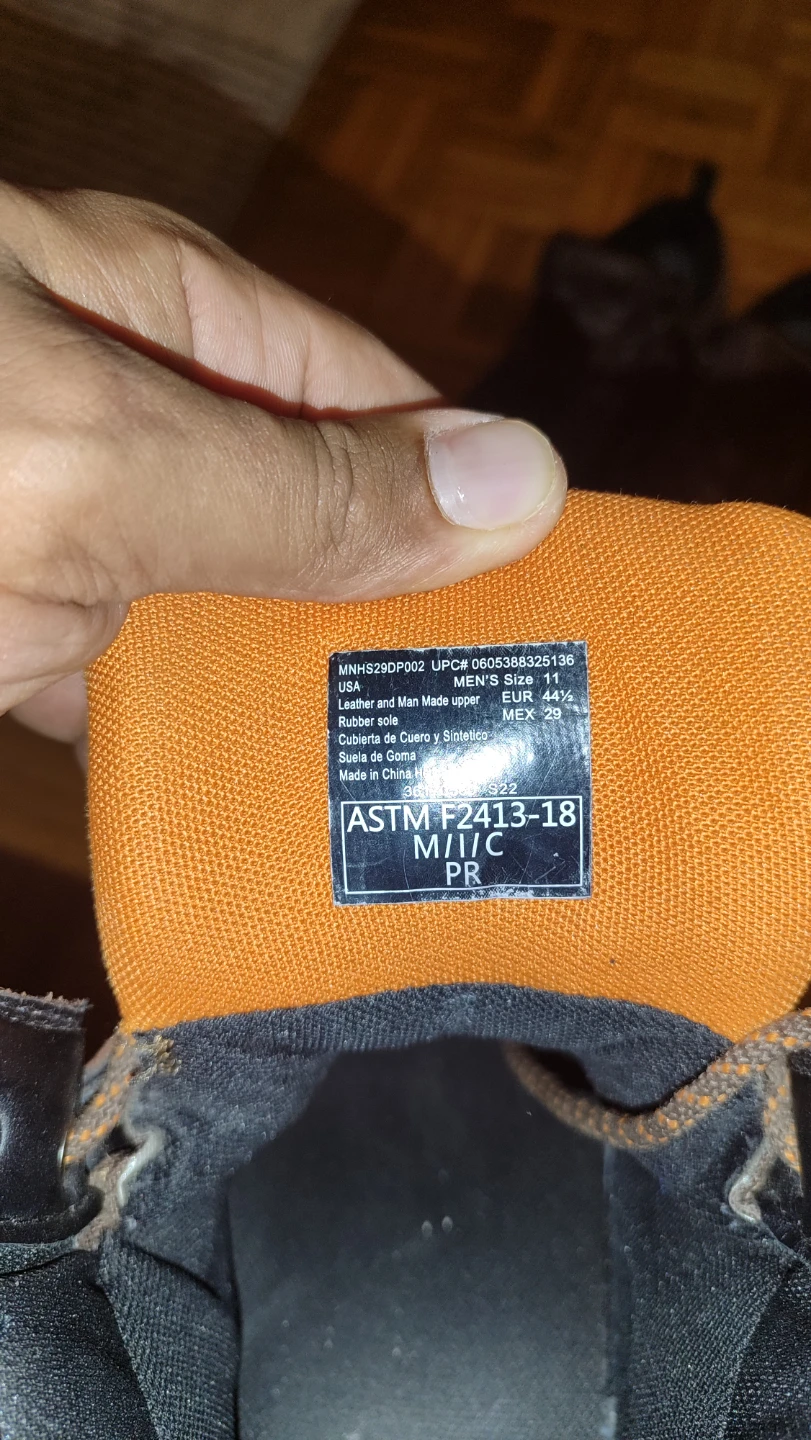 MNHS29DP002 UPC# 0605388325136
USA MEN'S Size 11
Leather and Man Made upper EUR 44½
Rubber sole MEX 29
Cubierta de Cuero y Sintetico
Suela de Goma
Made in China
S22
ASTM F2413-18
M/I/C
PR